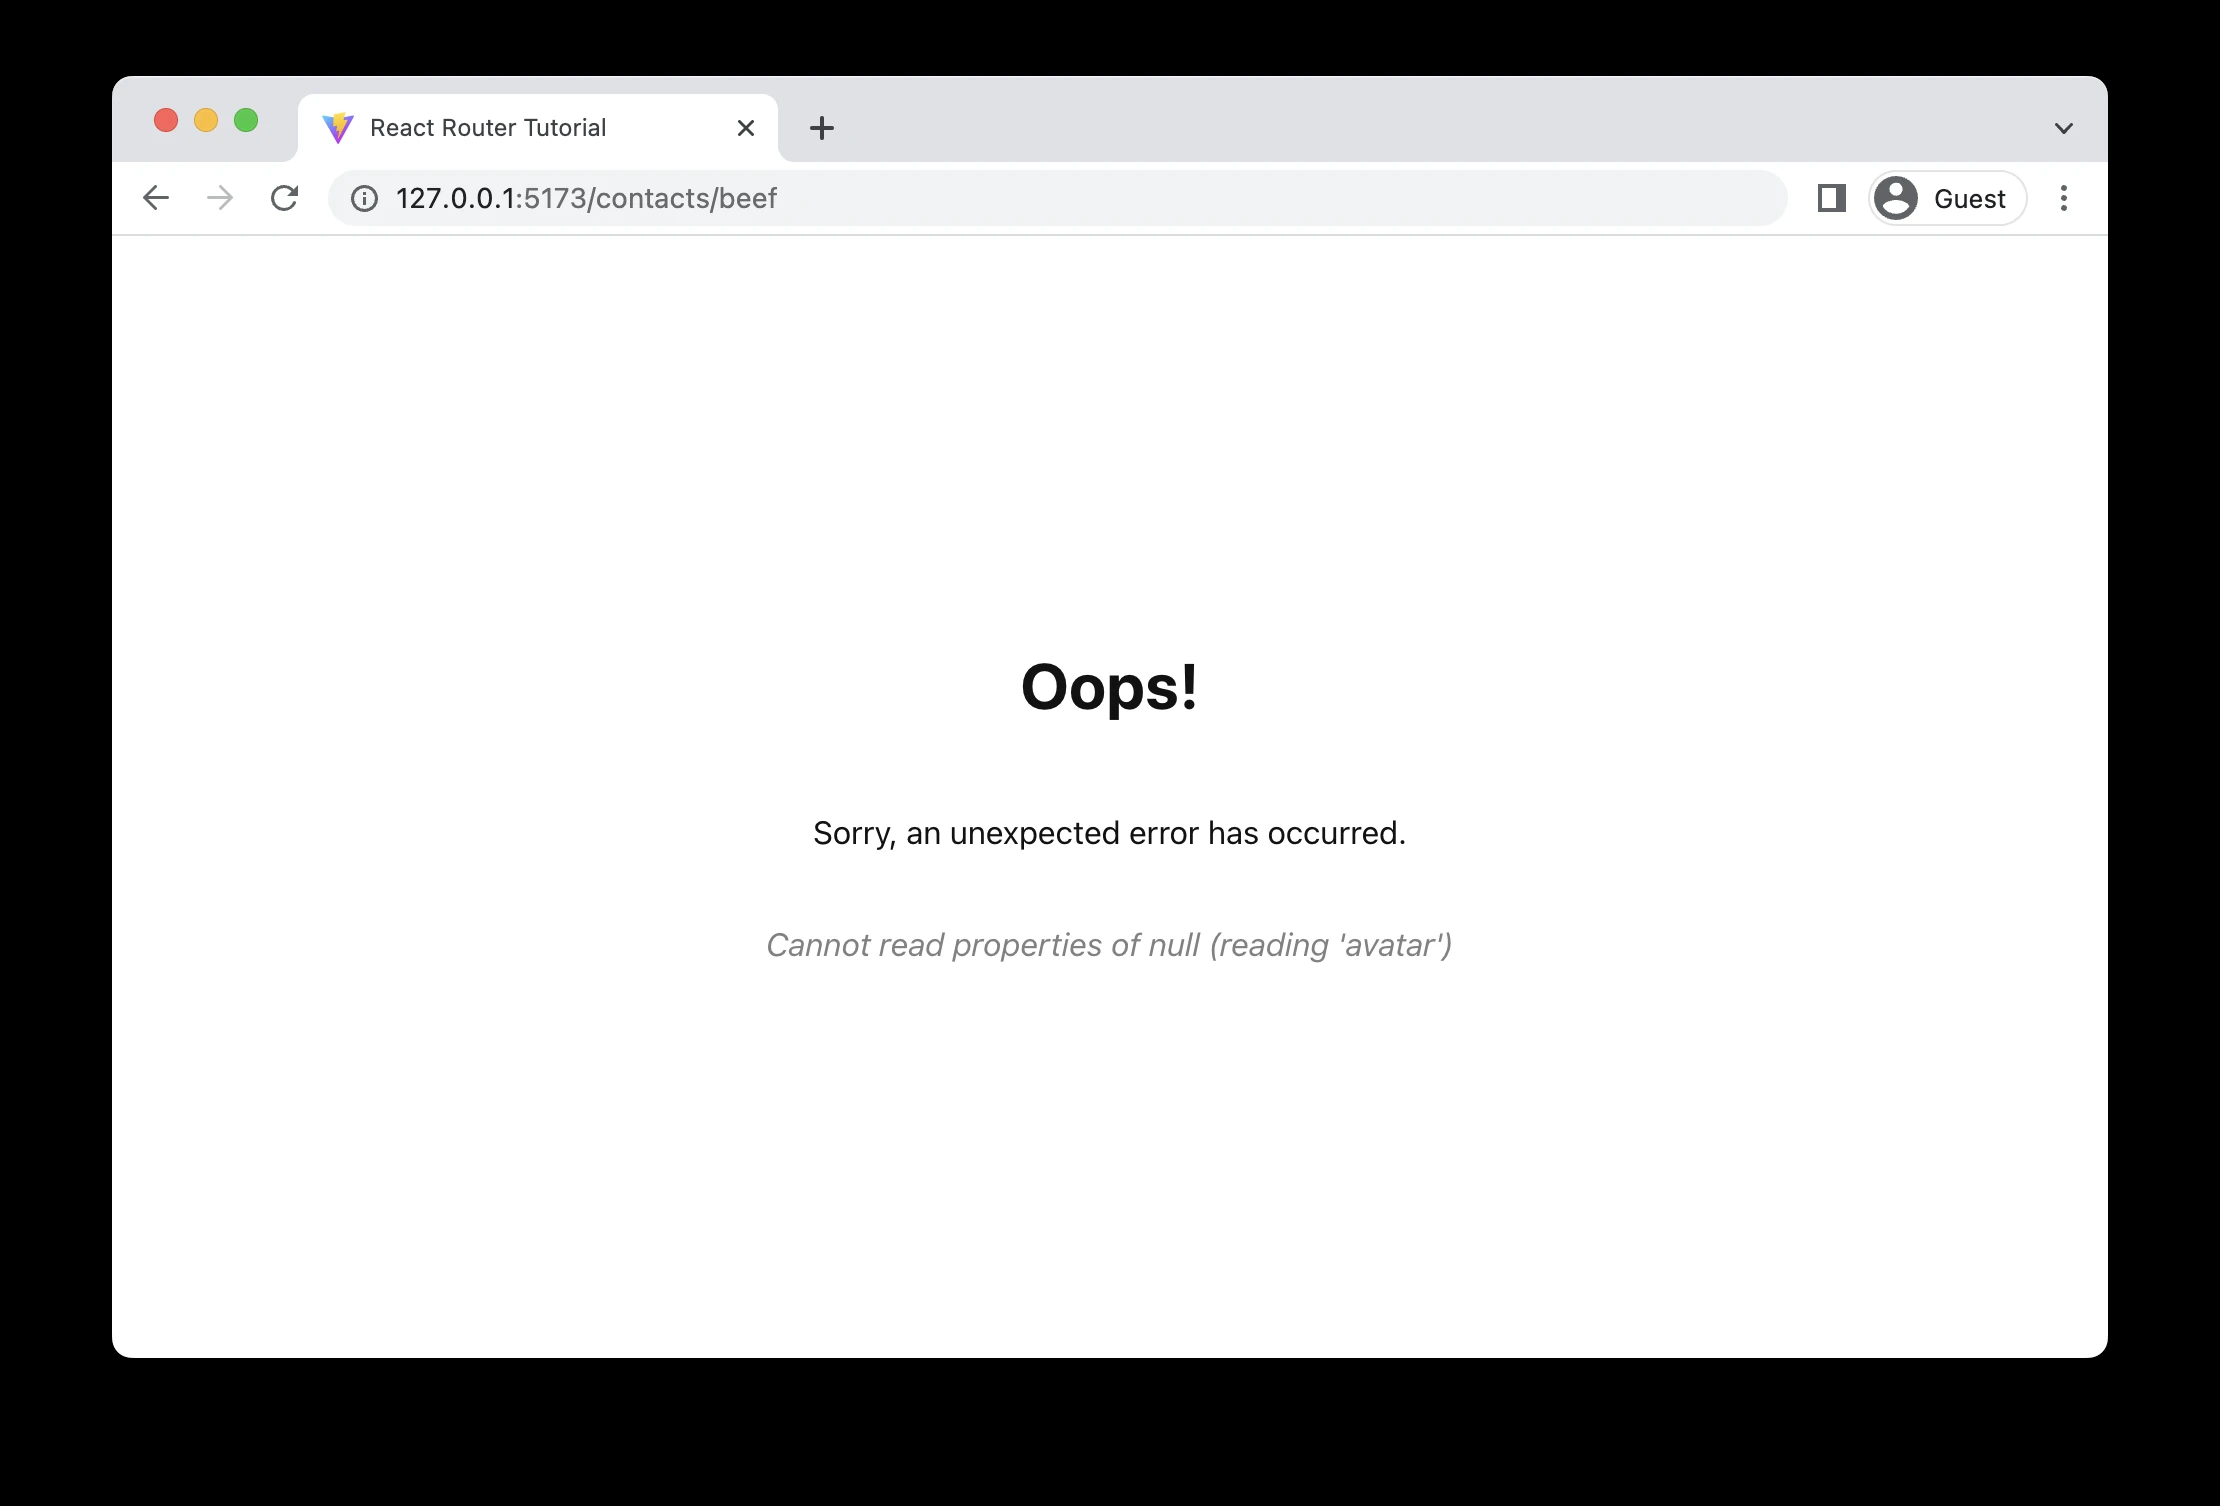 React Router Tutorial
127.0.0.1:5173/contacts/beef
Guest
Oops!
Sorry, an unexpected error has occurred.
Cannot read properties of null (reading 'avatar')